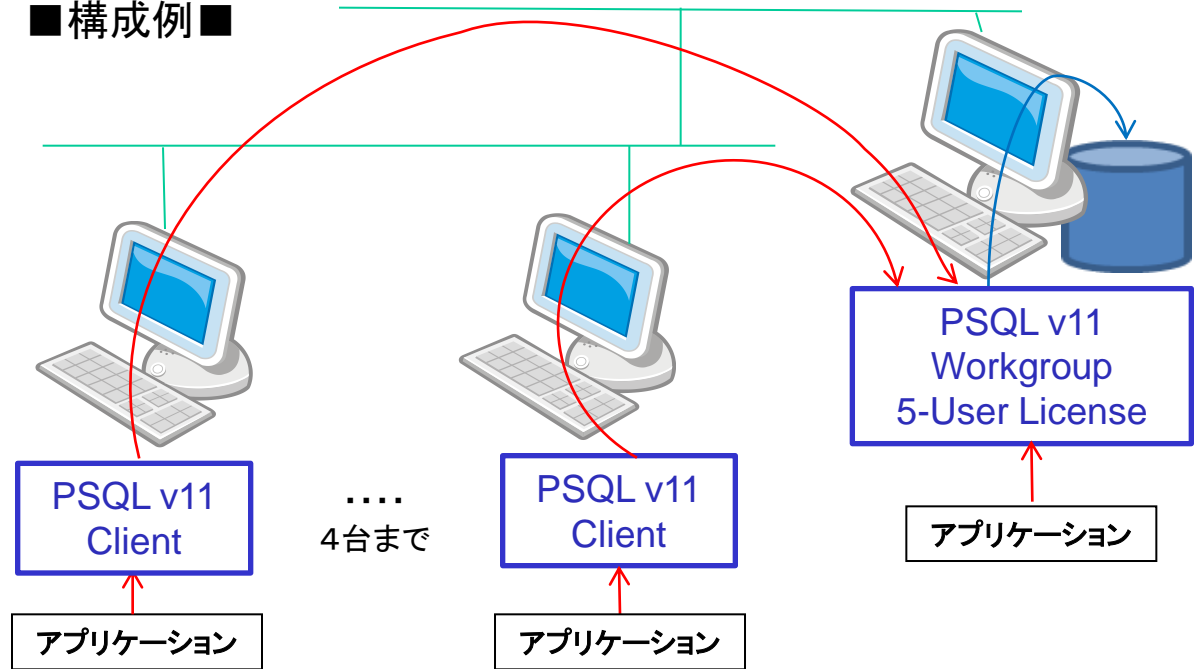 ■構成例■
PSQL v11
Workgroup
5-User License
PSQL v11
Client
‥‥
4台まで
PSQL v11
Client
アプリケーション
アプリケーション
アプリケーション